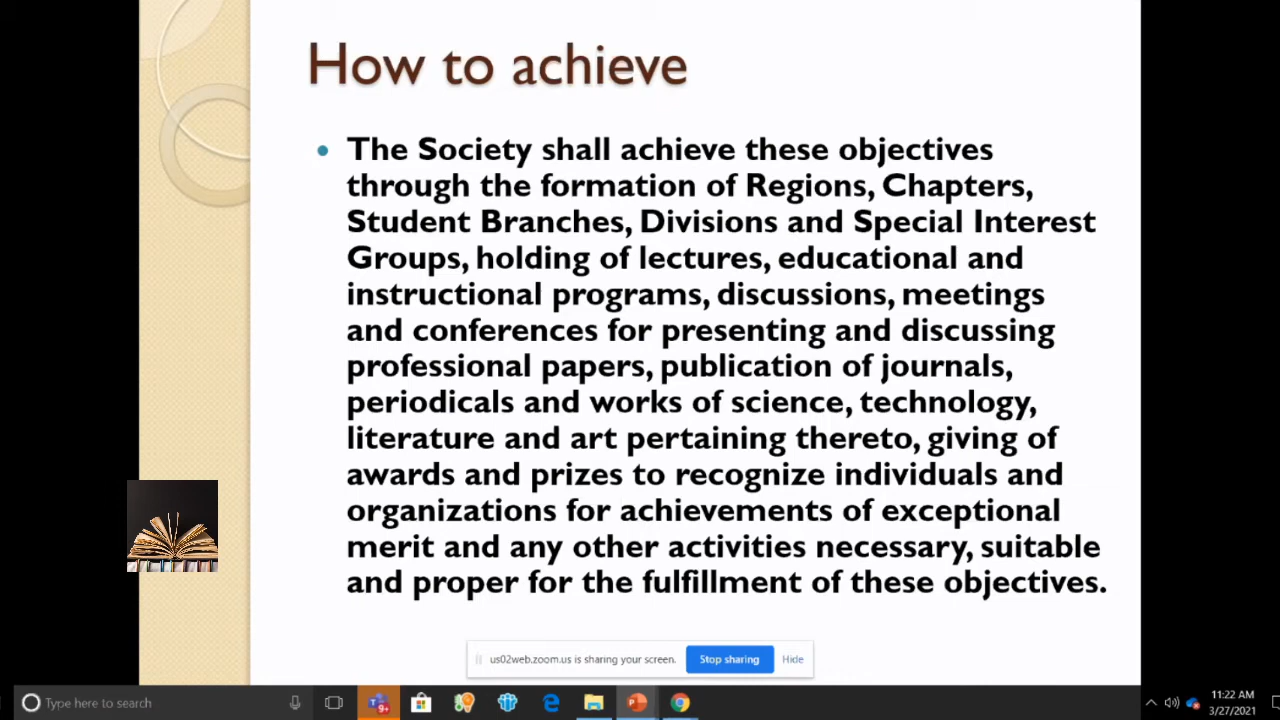 How to achieve
The Society shall achieve these objectives
through the formation of Regions, Chapters,
Student Branches, Divisions and Special Interest
Groups, holding of lectures, educational and
instructional programs, discussions, meetings
and conferences for presenting and discussing
professional papers, publication of journals,
periodicals and works of science, technology,
literature and art pertaining thereto, giving of
awards and prizes to recognize individuals and
organizations for achievements of exceptional
merit and any other activities necessary, suitable
and proper for the fulfillment of these objectives.
us02web.zoom.us is sharing your screen. Stop sharing Hide
Type here to search
9+
11:22 AM
3/27/2021